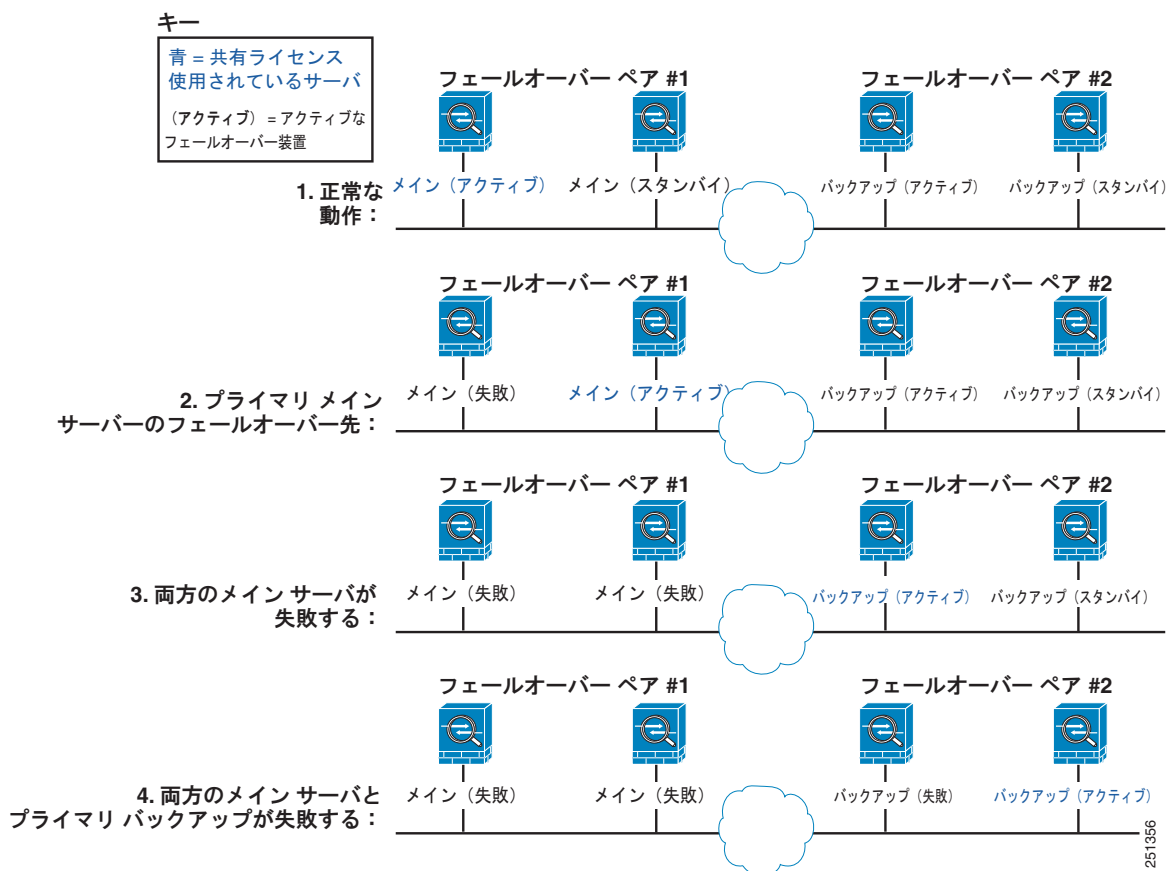 キー
青 = 共有ライセンス
使用されているサーバ
（アクティブ）= アクティブな
フェールオーバー装置
フェールオーバー ペア #1
フェールオーバー ペア #2
1. 正常な
動作：
メイン（アクティブ）
メイン（スタンバイ）
バックアップ（アクティブ）
バックアップ（スタンバイ）
フェールオーバー ペア #1
フェールオーバー ペア #2
2. プライマリ メイン
サーバーのフェールオーバー先：
メイン（失敗）
メイン（アクティブ）
バックアップ（アクティブ）
バックアップ（スタンバイ）
フェールオーバー ペア #1
フェールオーバー ペア #2
3. 両方のメイン サーバが
失敗する：
メイン（失敗）
メイン（失敗）
バックアップ（アクティブ）
バックアップ（スタンバイ）
フェールオーバー ペア #1
フェールオーバー ペア #2
4. 両方のメイン サーバと
プライマリ バックアップが失敗する：
メイン（失敗）
メイン（失敗）
バックアップ（失敗）
バックアップ（アクティブ）
251356